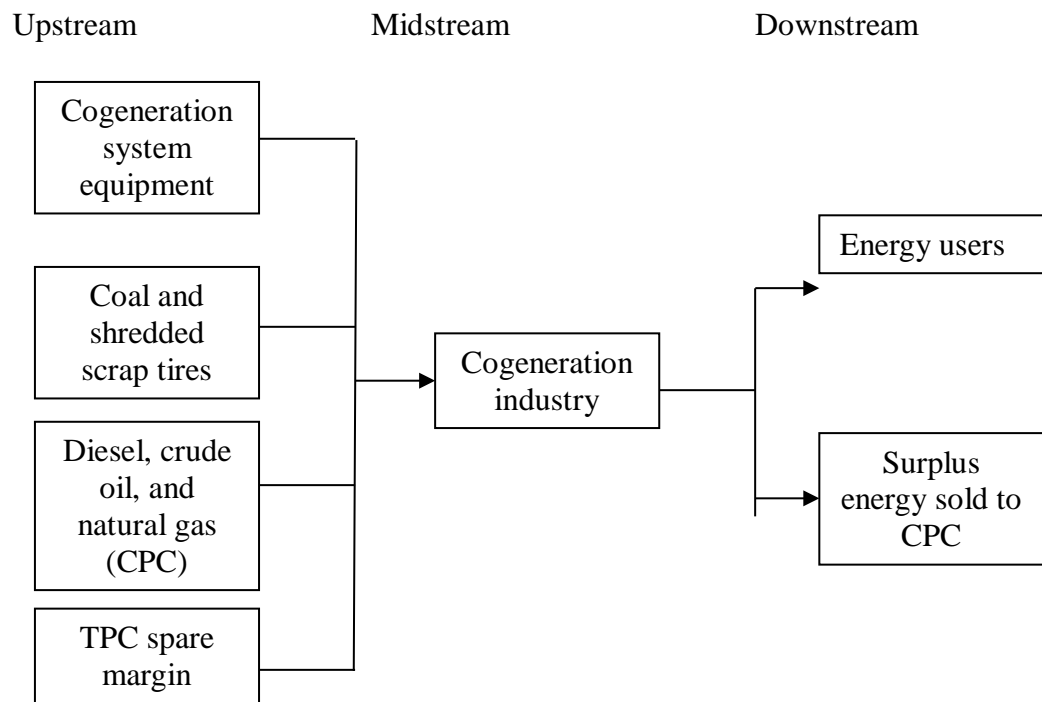 Upstream
Midstream
Downstream
Cogeneration
system
equipment
Coal and
shredded
scrap tires
Diesel, crude
oil, and
natural gas
(CPC)
TPC spare
margin
Cogeneration
industry
Energy users
Surplus
energy sold to
CPC